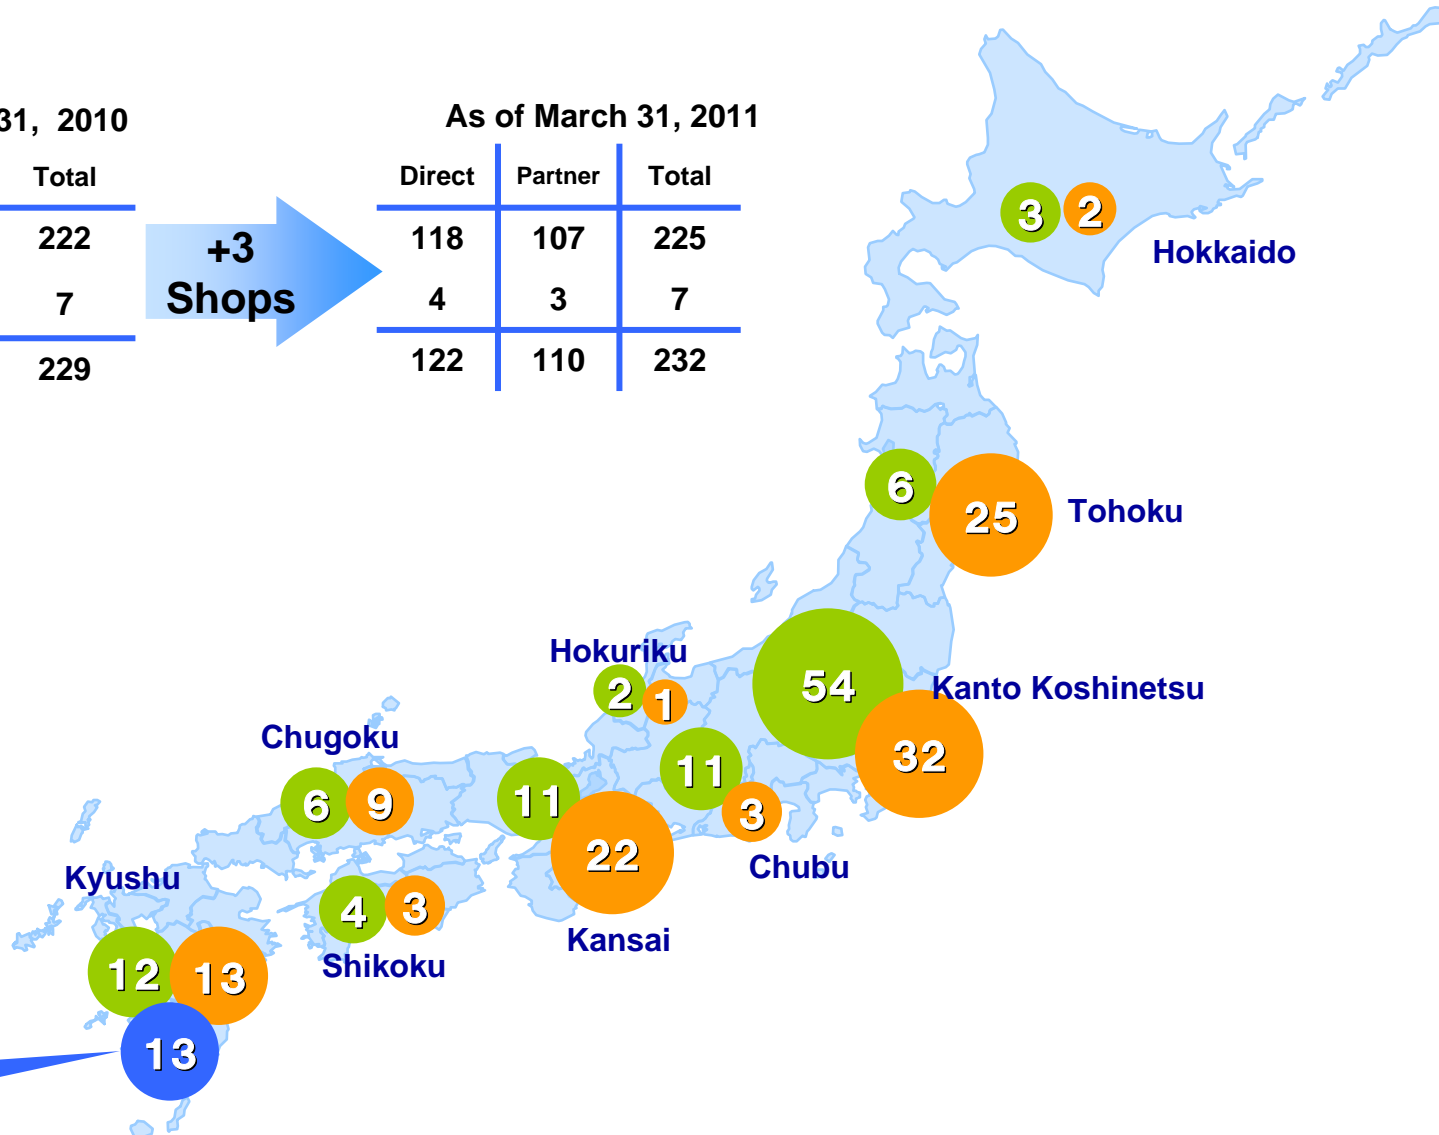 31, 2010
Total
222
7
229
+3
Shops
As of March 31, 2011
Direct Partner Total
118 107 225
4 3 7
122 110 232
3 2
Hokkaido
6
25
Tohoku
Hokuriku
2 1
54
Kanto Koshinetsu
32
Chugoku
6 9
11
22
Kansai
11
3
Chubu
Kyushu
12 13
13
4 3
Shikoku